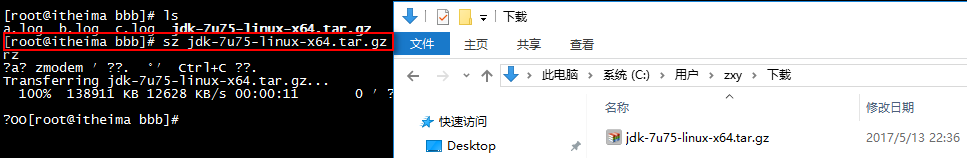 [root@itheima bbb]# ls
a.log b.log c.log jdk-7u75-linux-x64.tar.gz
[root@itheima bbb]# sz jdk-7u75-linux-x64.tar.gz
rz
?a? zmodem ′ ??. °′ Ctrl+C ??.
Transferring jdk-7u75-linux-x64.tar.gz...
100% 138911 KB 12628 KB/s 00:00:11 0 ′ ?
?OO[root@itheima bbb]#
下载
文件 主页 共享 查看
此电脑 系统 (C:) 用户 zxy 下载
名称 修改日期
快速访问 jdk-7u75-linux-x64.tar.gz 2017/5/13 22:36
Desktop